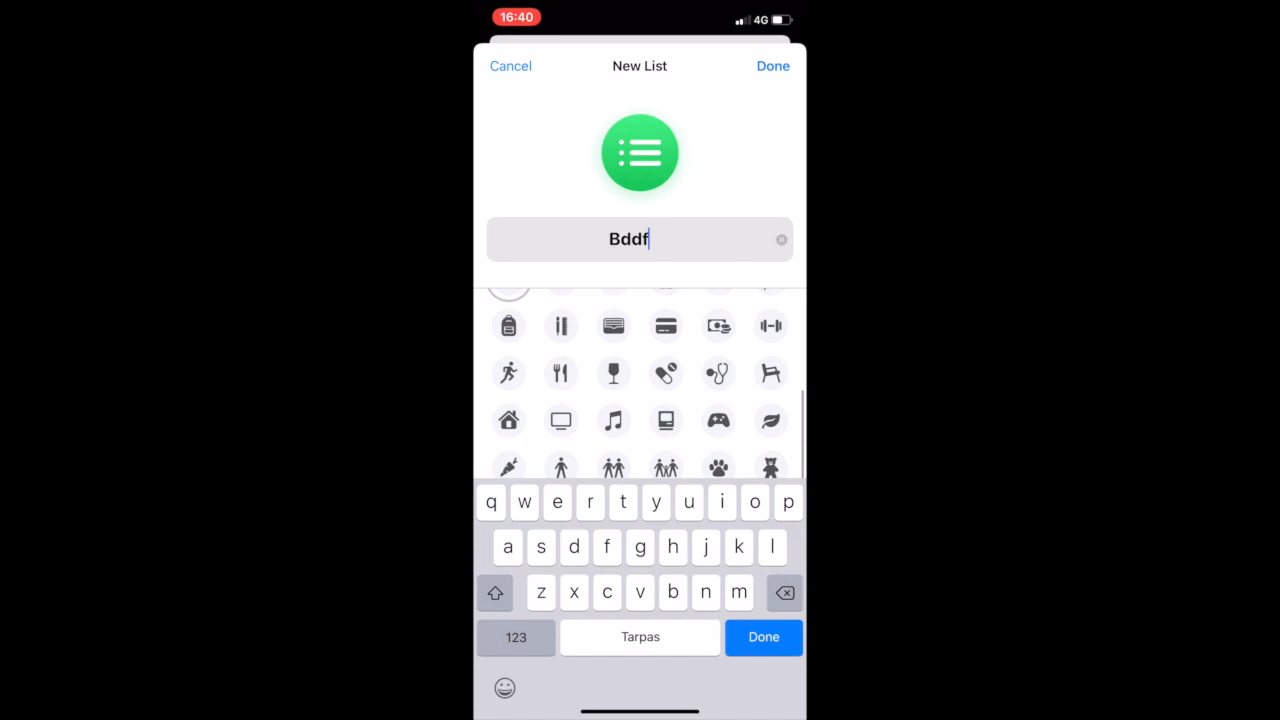 16:40 4G
Cancel New List Done
Bddf
q w e r t y u i o p
a s d f g h j k l
z x c v b n m
123 Tarpas Done